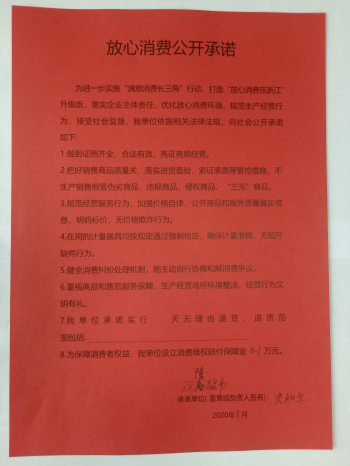 放心消费公开承诺
为进一步实施“满意消费长三角”行动，打造“放心消费在浙江”
升级版，落实企业主体责任，优化放心消费环境，规范生产经营行
为，接受社会监督，我单位依据相关法律法规，向社会公开承诺
如下:
1.做到证照齐全、合法有效、亮证亮照经营。
2.把好销售商品质量关，落实进货查验、索证索票等管控措施，不
生产销售假冒伪劣商品、违规商品、侵权商品、“三无”商品。
3.规范经营服务行为，加强价格自律，公开商品和服务质量真实信
息，明码标价，无价格欺诈行为。
4.在用的计量器具均按规定通过强制检定，确保计量准确，无短斤
缺两行为。
5.健全消费纠纷处理机制，能主动自行协商和解消费争议。
6.重视商品和售后服务保障，生产经营场所环境整洁，经营行为文
明有礼。
7.我单位承诺实行 天无理由退货，退货范
围包括:
8.为保障消费者权益，我单位设立消费维权赔付保障金 0.1 万元。
超市
承诺单位(盖章或负责人签名):
2020年5月